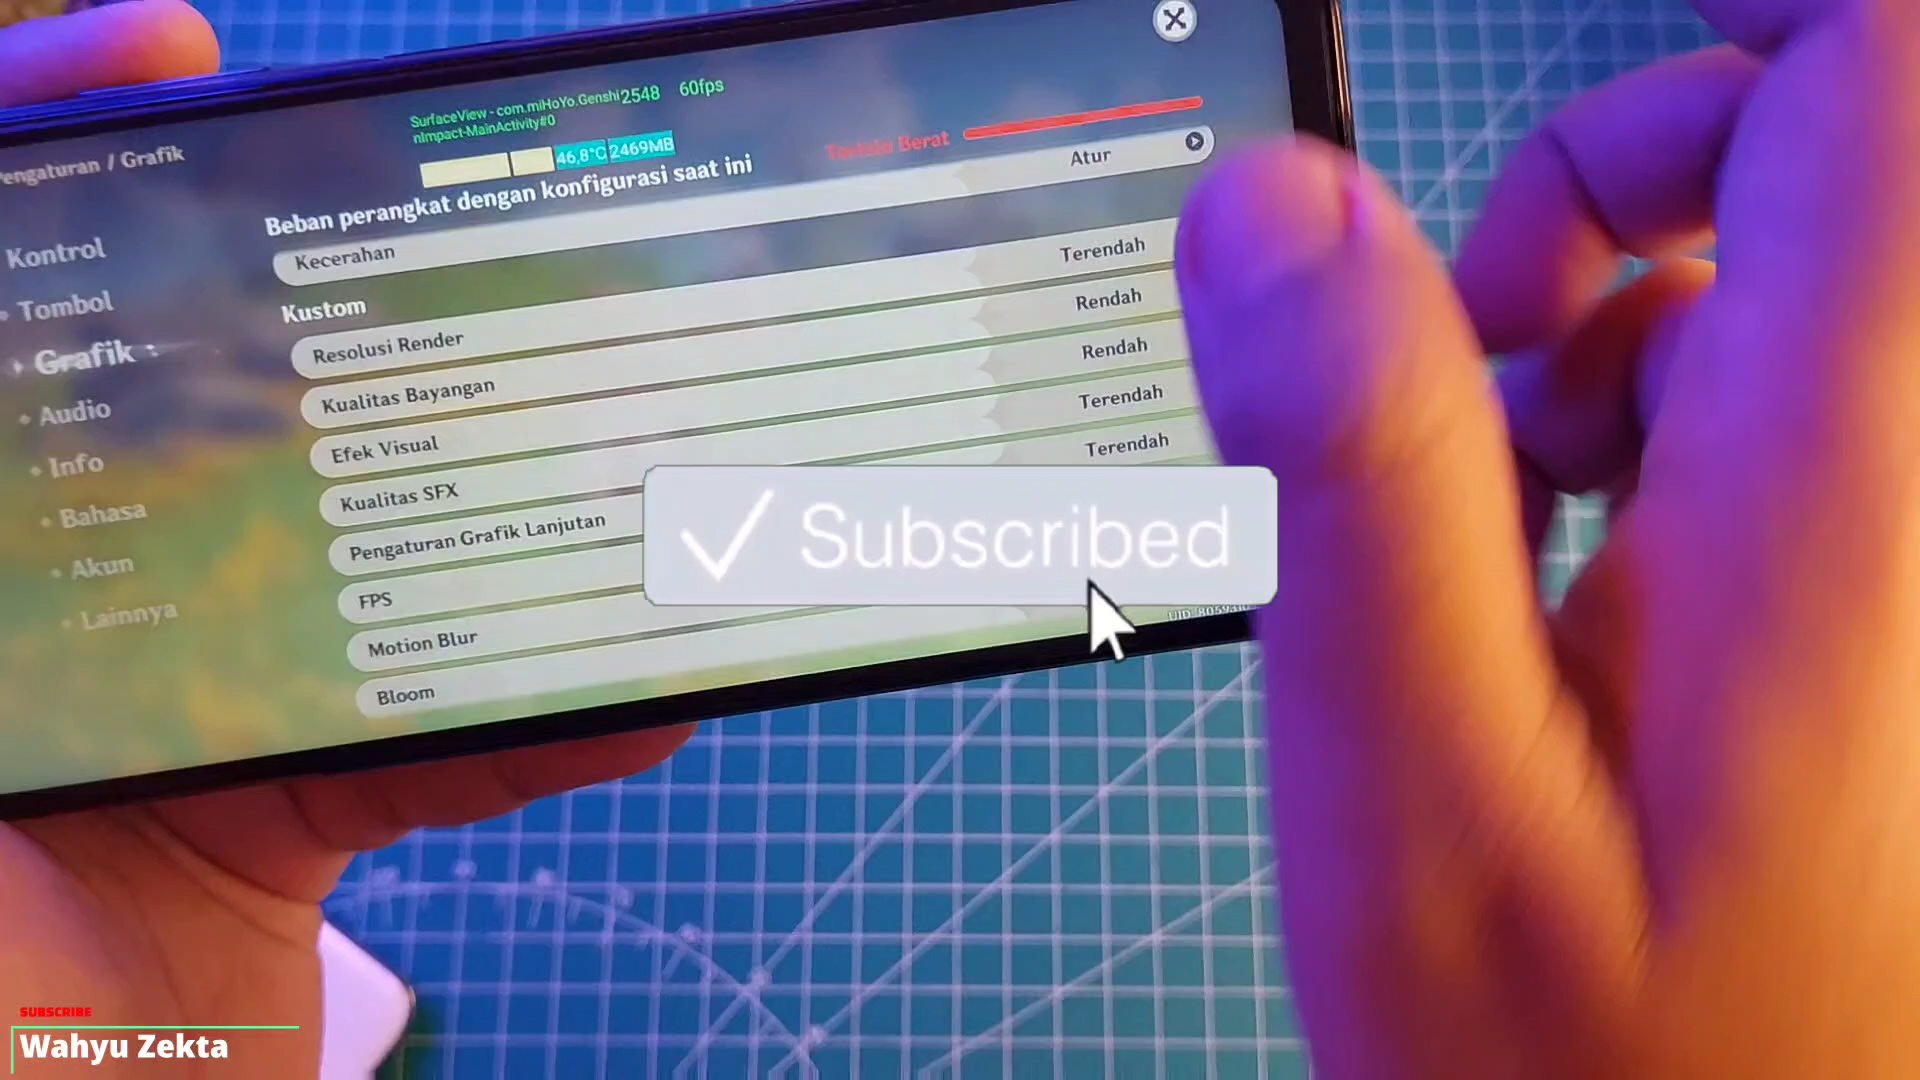 SurfaceView - com.miHoYo.Genshi 2548 60fps
nImpact-MainActivity#0
46,8°C 2469MB
Pengaturan / Grafik
Beban perangkat dengan konfigurasi saat ini
Berat
Kecerahan Atur
Kustom
Resolusi Render Terendah
Kualitas Bayangan Rendah
Efek Visual Rendah
Kualitas SFX Terendah
Pengaturan Grafik Lanjutan Terendah
FPS
Motion Blur
Bloom
Kontrol
Tombol
Grafik
Audio
Info
Bahasa
Akun
Lainnya
Subscribed
SUBSCRIBE
Wahyu Zekta